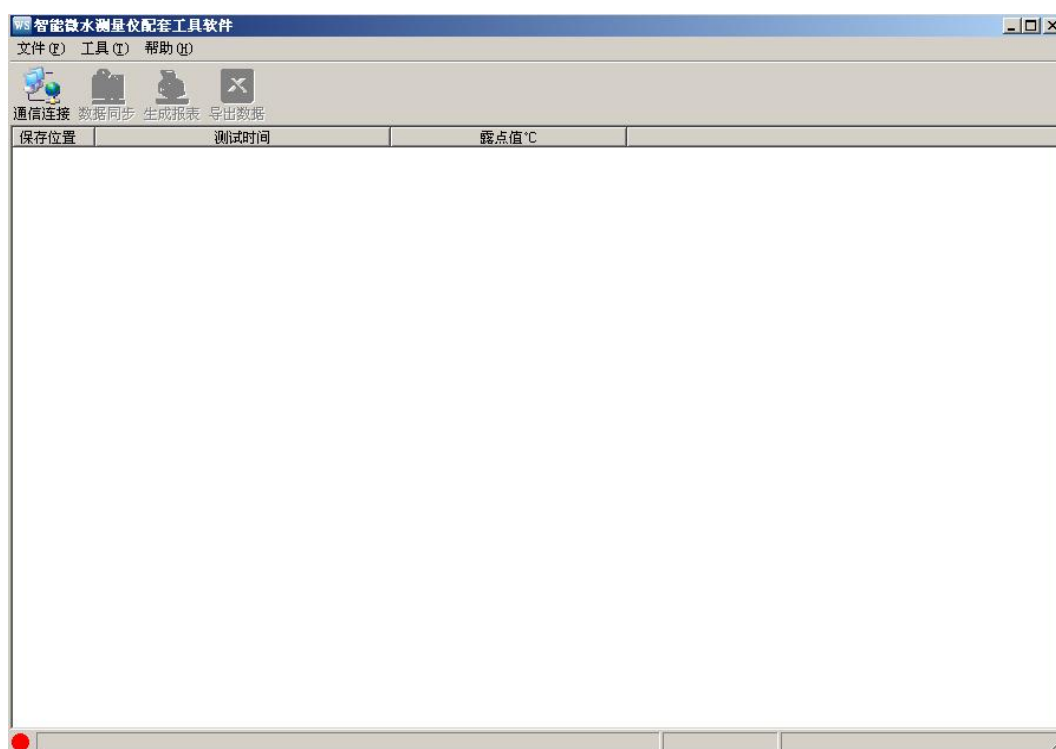 WS 智能微水测量仪配套工具软件
文件(F) 工具(T) 帮助(H)
通信连接 数据同步 生成报表 导出数据
保存位置 测试时间 露点值℃